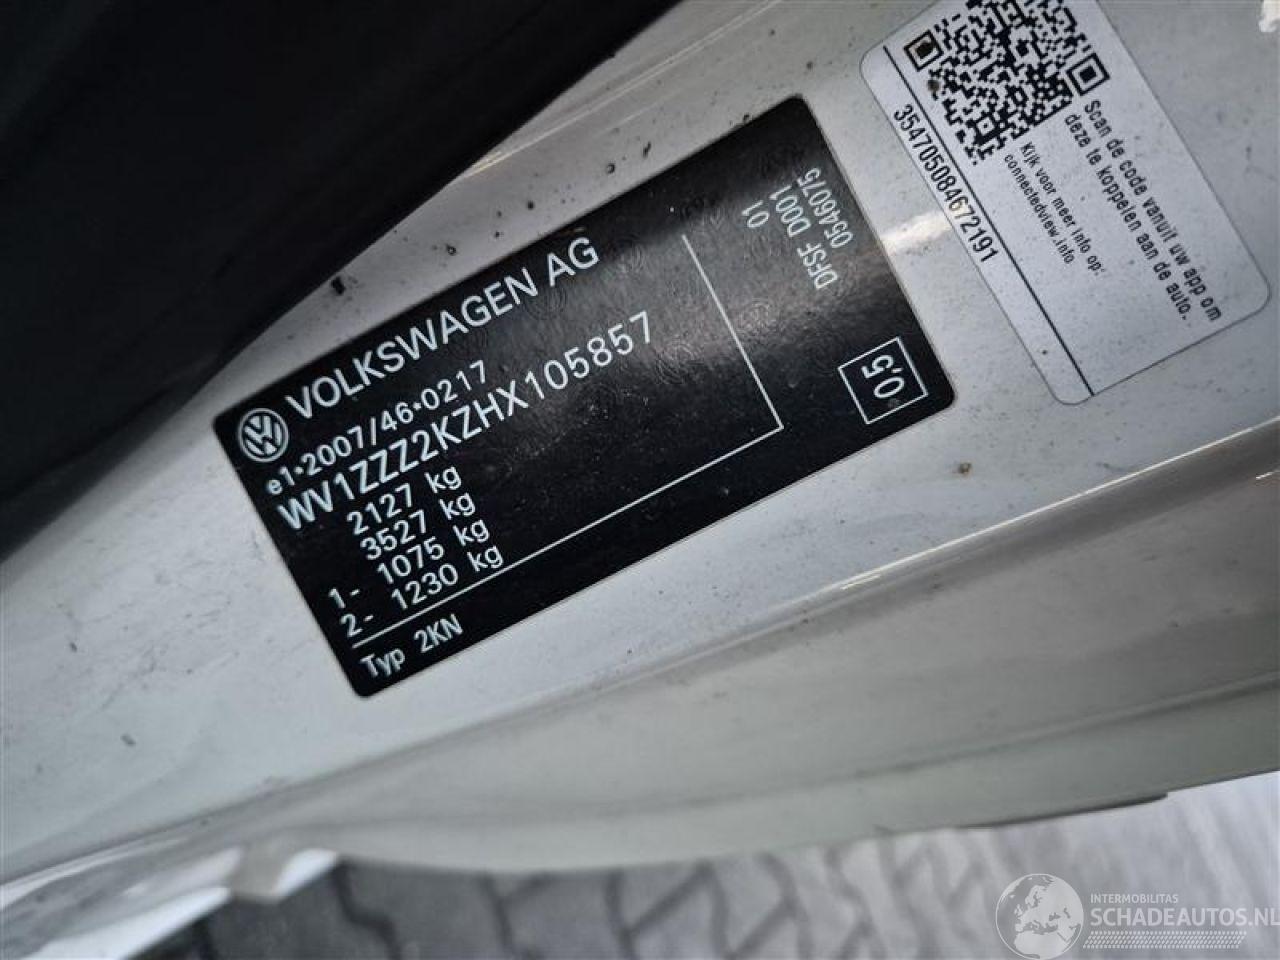 VOLKSWAGEN AG
e1*2007/46*0217
WV1ZZZ2KZHX105857
2127 kg
3527 kg
1- 1075 kg
2- 1230 kg
Typ 2KN
01
DFSF D001
0546075
0,5
354705084672191
Scan de code vanuit uw app om
deze te koppelen aan de auto.
Kijk voor meer info op:
connectedview.info
INTERMOBILITAS
SCHADEAUTOS.NL